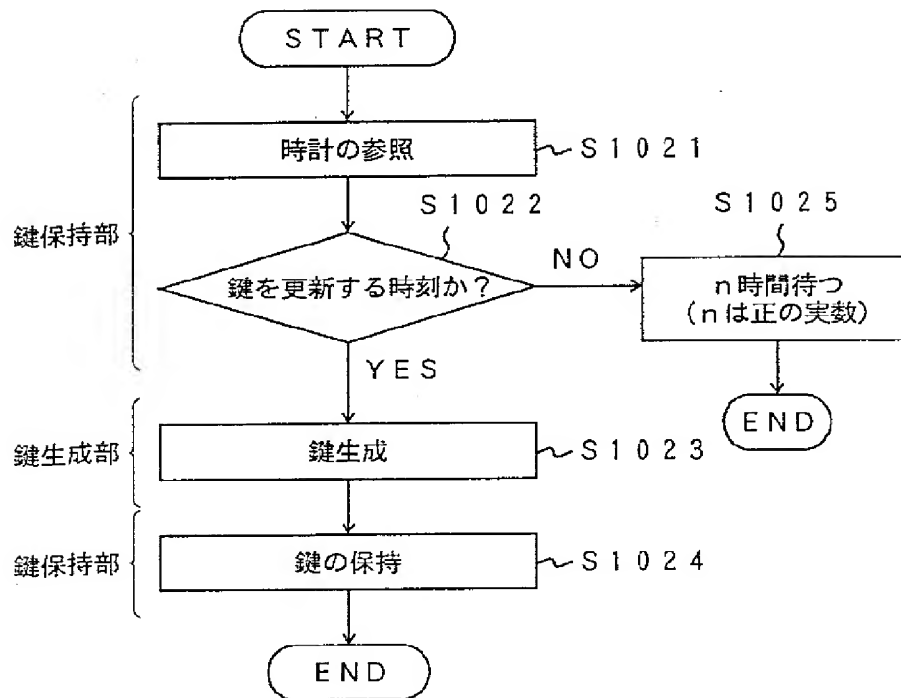 START
時計の参照
S1021
鍵保持部
S1022
鍵を更新する時刻か？
NO
S1025
n時間待つ
（nは正の実数）
END
YES
鍵生成部
鍵生成
S1023
鍵保持部
鍵の保持
S1024
END